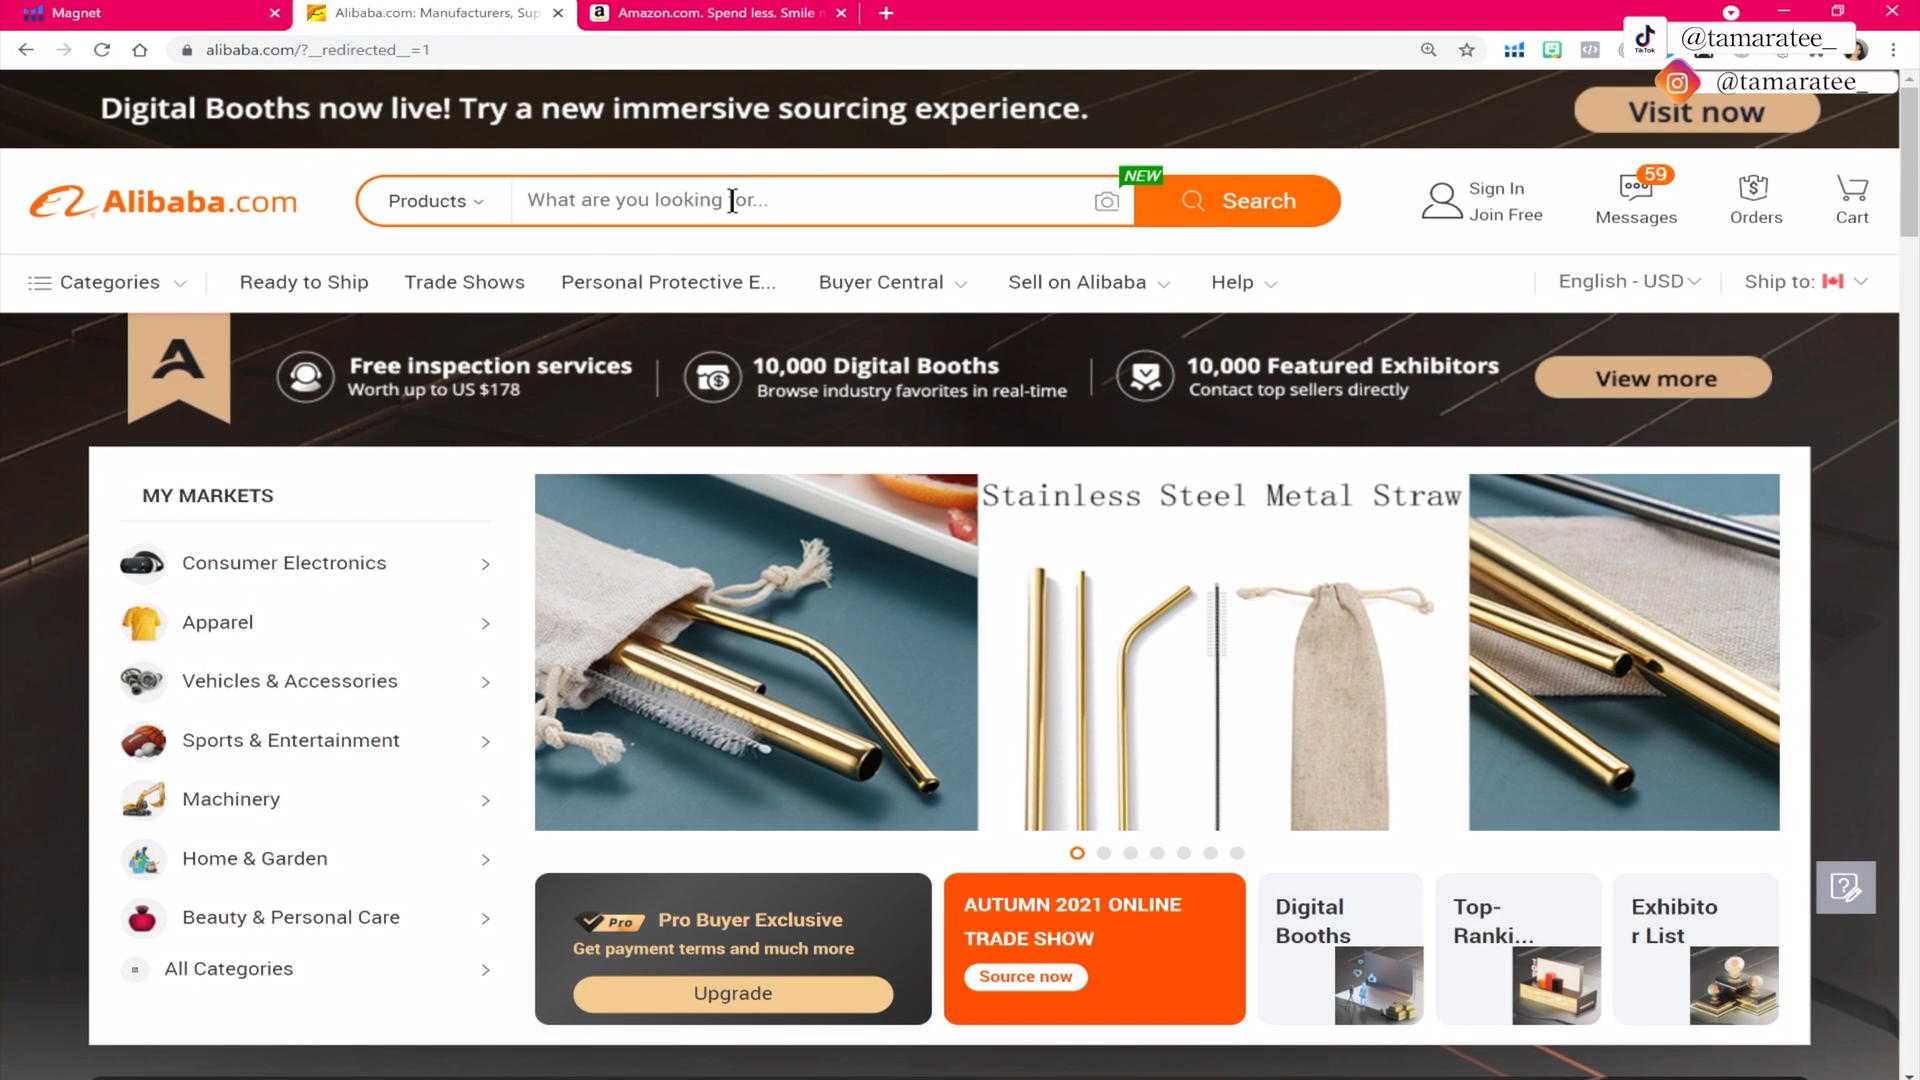 Magnet
Alibaba.com: Manufacturers, Sup
Amazon.com. Spend less. Smile
alibaba.com/?__redirected__=1
TikTok
@tamaratee_
@tamaratee_
Digital Booths now live! Try a new immersive sourcing experience.
Visit now
Alibaba.com
Products
What are you looking for...
NEW
Search
Sign In
Join Free
59
Messages
Orders
Cart
Categories
Ready to Ship
Trade Shows
Personal Protective E...
Buyer Central
Sell on Alibaba
Help
English - USD
Ship to:
Free inspection services
Worth up to US $178
10,000 Digital Booths
Browse industry favorites in real-time
10,000 Featured Exhibitors
Contact top sellers directly
View more
MY MARKETS
Consumer Electronics
Apparel
Vehicles & Accessories
Sports & Entertainment
Machinery
Home & Garden
Beauty & Personal Care
All Categories
Stainless Steel Metal Straw
Pro Pro Buyer Exclusive
Get payment terms and much more
Upgrade
AUTUMN 2021 ONLINE
TRADE SHOW
Source now
Digital
Booths
Top-
Ranki...
Exhibito
r List